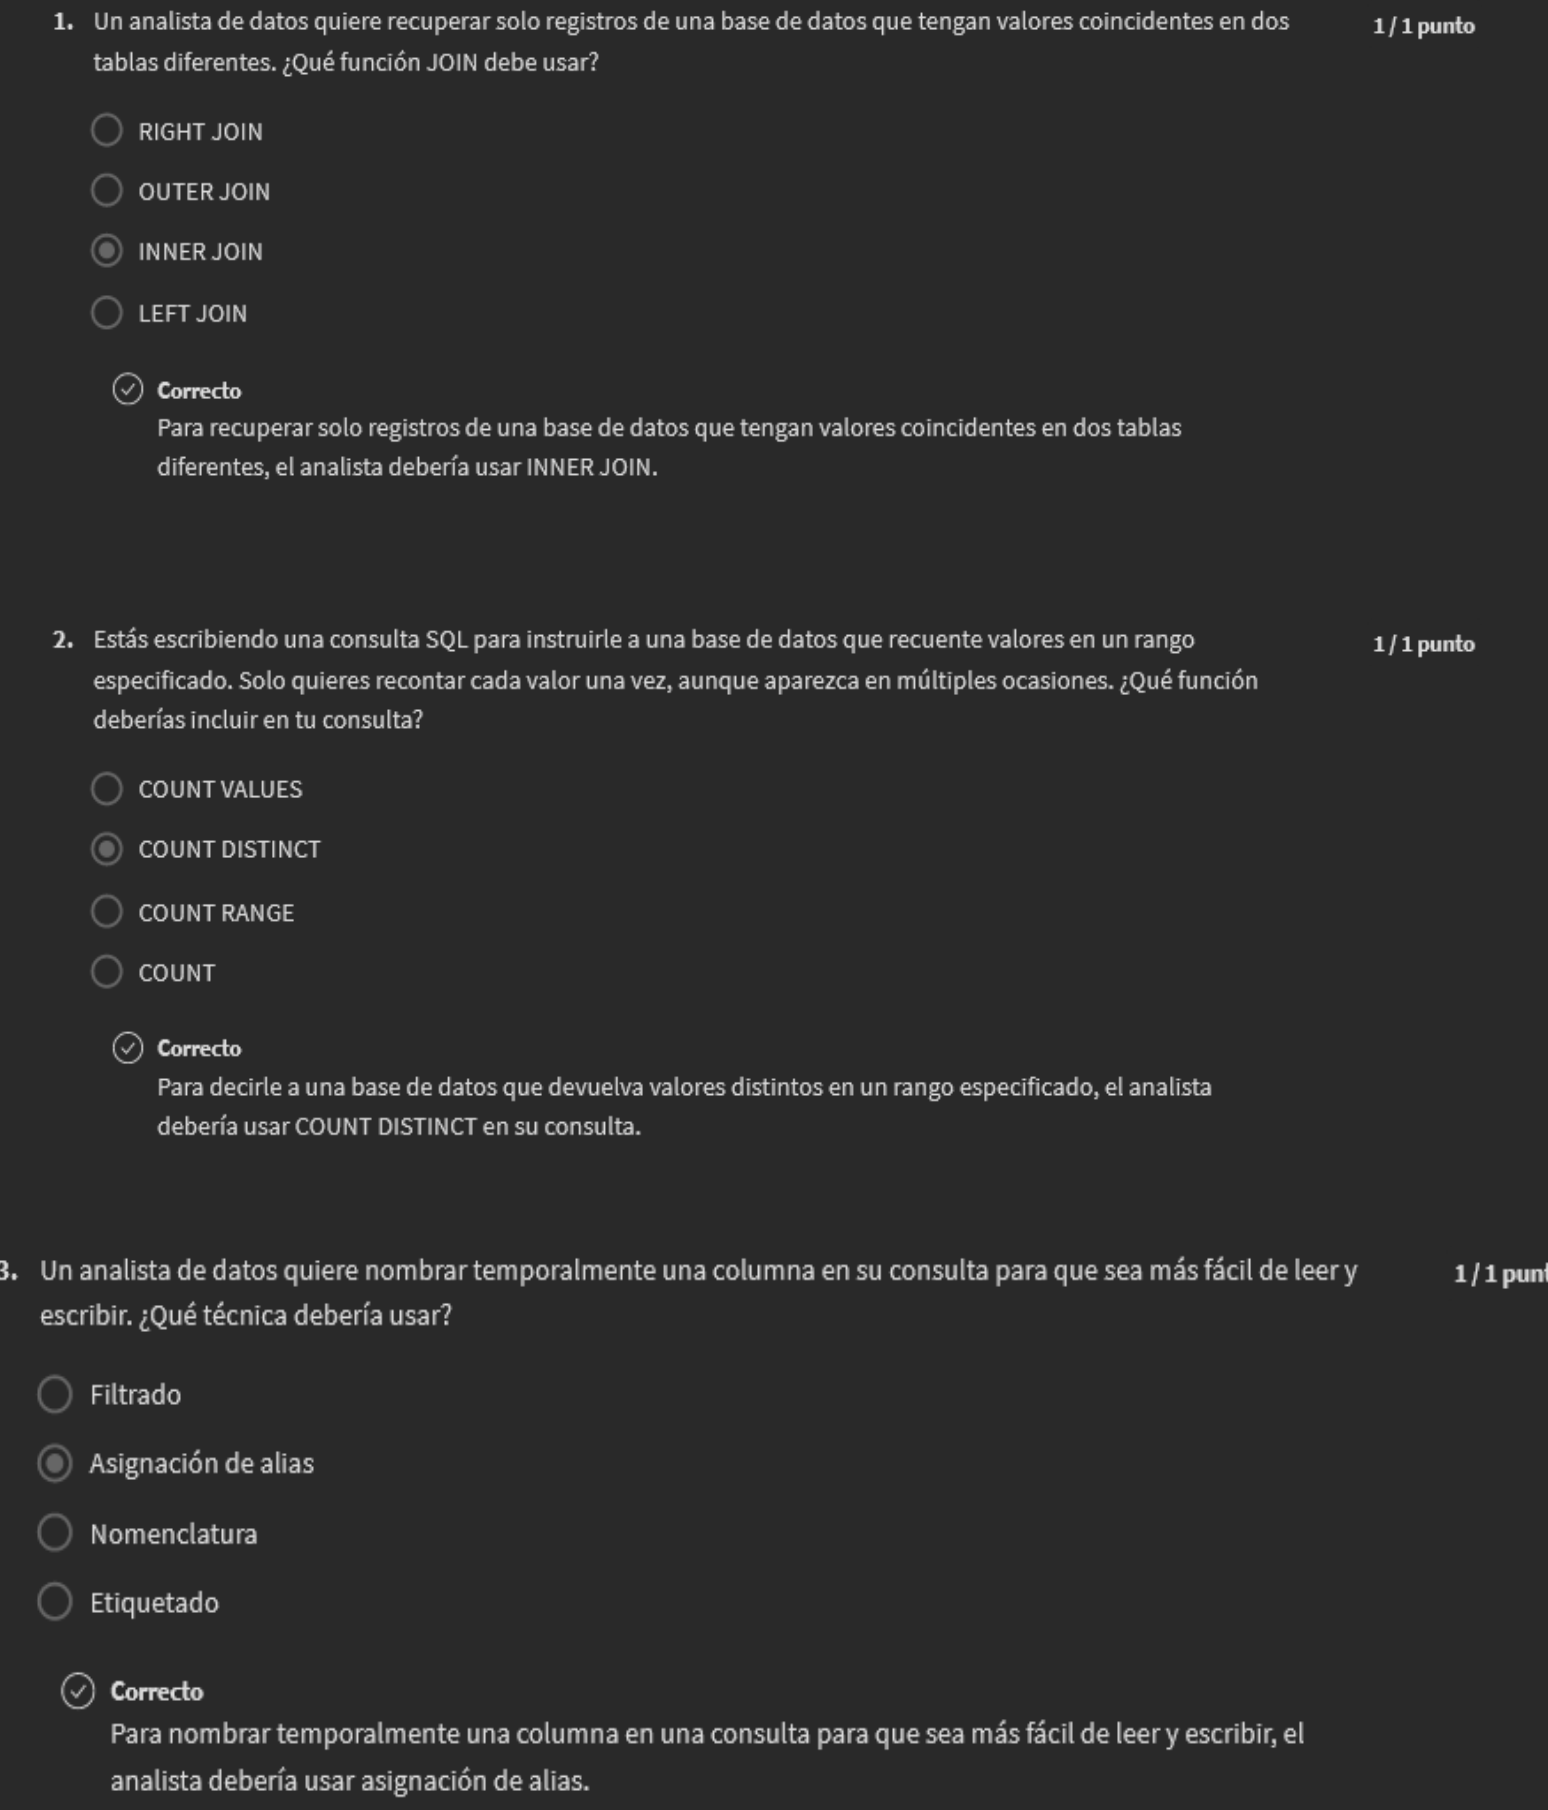 1. Un analista de datos quiere recuperar solo registros de una base de datos que tengan valores coincidentes en dos 1 / 1 punto
tablas diferentes. ¿Qué función JOIN debe usar?
RIGHT JOIN
OUTER JOIN
INNER JOIN
LEFT JOIN
Correcto
Para recuperar solo registros de una base de datos que tengan valores coincidentes en dos tablas
diferentes, el analista debería usar INNER JOIN.
2. Estás escribiendo una consulta SQL para instruirle a una base de datos que recuente valores en un rango 1 / 1 punto
especificado. Solo quieres recontar cada valor una vez, aunque aparezca en múltiples ocasiones. ¿Qué función
deberías incluir en tu consulta?
COUNT VALUES
COUNT DISTINCT
COUNT RANGE
COUNT
Correcto
Para decirle a una base de datos que devuelva valores distintos en un rango especificado, el analista
debería usar COUNT DISTINCT en su consulta.
3. Un analista de datos quiere nombrar temporalmente una columna en su consulta para que sea más fácil de leer y 1 / 1 punt
escribir. ¿Qué técnica debería usar?
Filtrado
Asignación de alias
Nomenclatura
Etiquetado
Correcto
Para nombrar temporalmente una columna en una consulta para que sea más fácil de leer y escribir, el
analista debería usar asignación de alias.